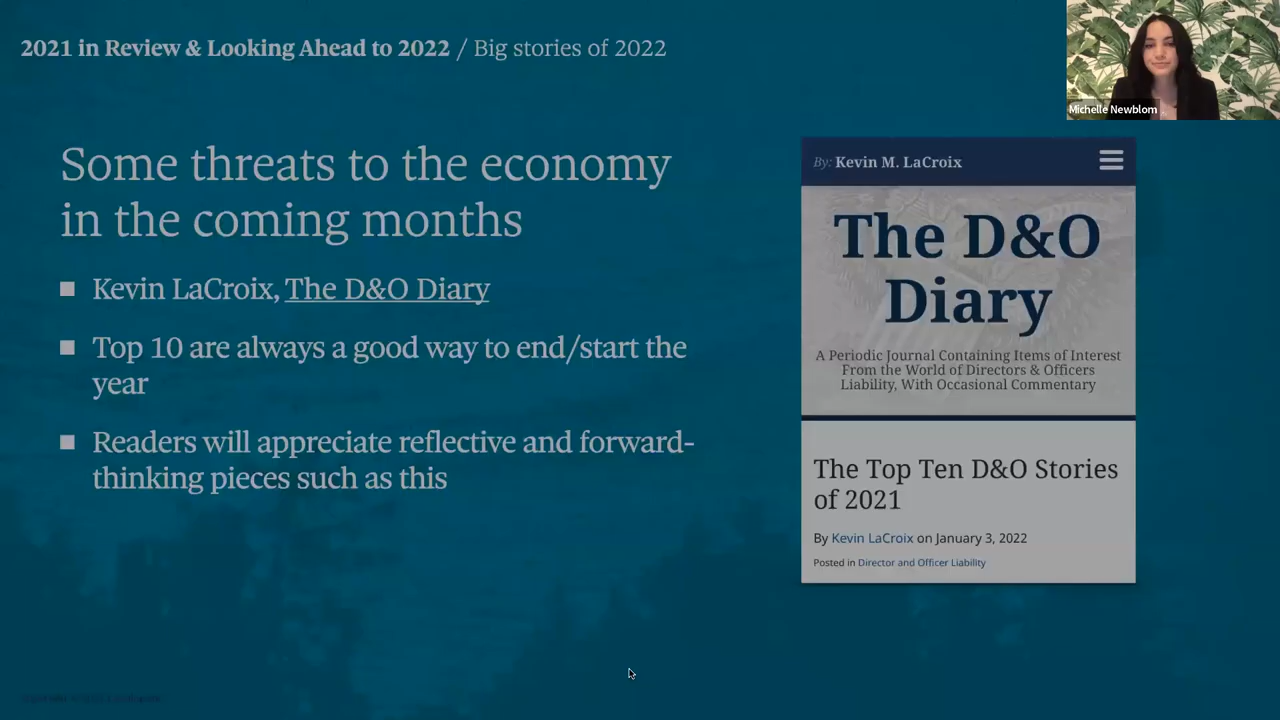 2021 in Review & Looking Ahead to 2022 / Big stories of 2022
Michelle Newblom
Some threats to the economy
in the coming months
■ Kevin LaCroix, The D&O Diary
■ Top 10 are always a good way to end/start the
year
■ Readers will appreciate reflective and forward-
thinking pieces such as this
By: Kevin M. LaCroix
The D&O
Diary
A Periodic Journal Containing Items of Interest
From the World of Directors & Officers
Liability, With Occasional Commentary
The Top Ten D&O Stories
of 2021
By Kevin LaCroix on January 3, 2022
Posted in Director and Officer Liability